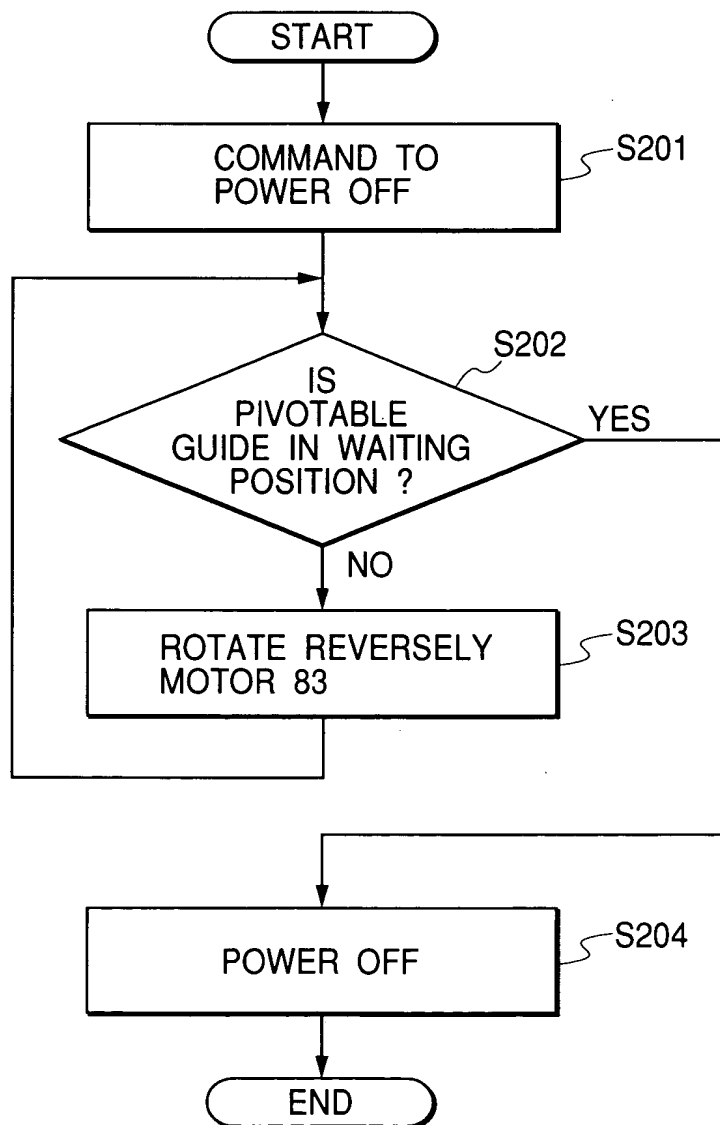 START
COMMAND TO
POWER OFF
S201
S202
IS
PIVOTABLE
GUIDE IN WAITING
POSITION ?
YES
NO
ROTATE REVERSELY
MOTOR 83
S203
POWER OFF
S204
END